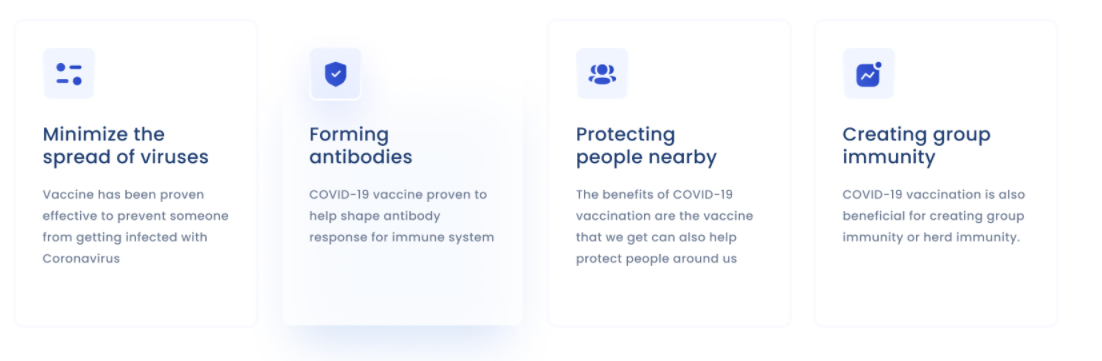 Minimize the
spread of viruses
Vaccine has been proven
effective to prevent someone
from getting infected with
Coronavirus
Forming
antibodies
COVID-19 vaccine proven to
help shape antibody
response for immune system
Protecting
people nearby
The benefits of COVID-19
vaccination are the vaccine
that we get can also help
protect people around us
Creating group
immunity
COVID-19 vaccination is also
beneficial for creating group
immunity or herd immunity.